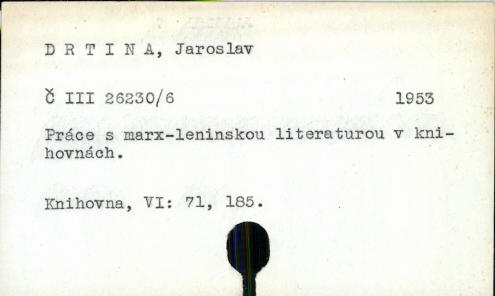 D R T I N A, Jaroslav
Č III 26230/6 1953
Práce s marx-leninskou literaturou v kni-
hovnách.
Knihovna, VI: 71, 185.